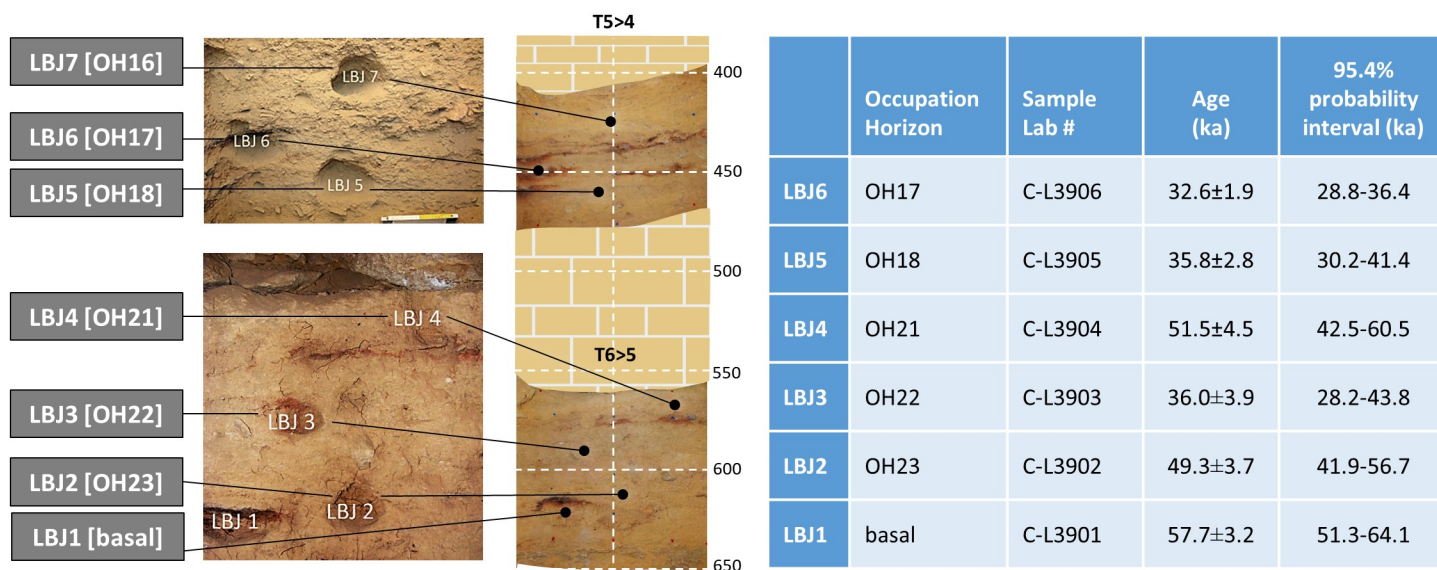 LBJ7 [OH16]
LBJ6 [OH17]
LBJ5 [OH18]
LBJ4 [OH21]
LBJ3 [OH22]
LBJ2 [OH23]
LBJ1 [basal]
LBJ 7
LBJ 6
LBJ 5
LBJ 4
LBJ 3
LBJ 2
LBJ 1
T5>4
400
450
500
T6>5
550
600
650
Occupation Horizon Sample Lab # Age (ka) 95.4% probability interval (ka)
LBJ6 OH17 C-L3906 32.6±1.9 28.8-36.4
LBJ5 OH18 C-L3905 35.8±2.8 30.2-41.4
LBJ4 OH21 C-L3904 51.5±4.5 42.5-60.5
LBJ3 OH22 C-L3903 36.0±3.9 28.2-43.8
LBJ2 OH23 C-L3902 49.3±3.7 41.9-56.7
LBJ1 basal C-L3901 57.7±3.2 51.3-64.1